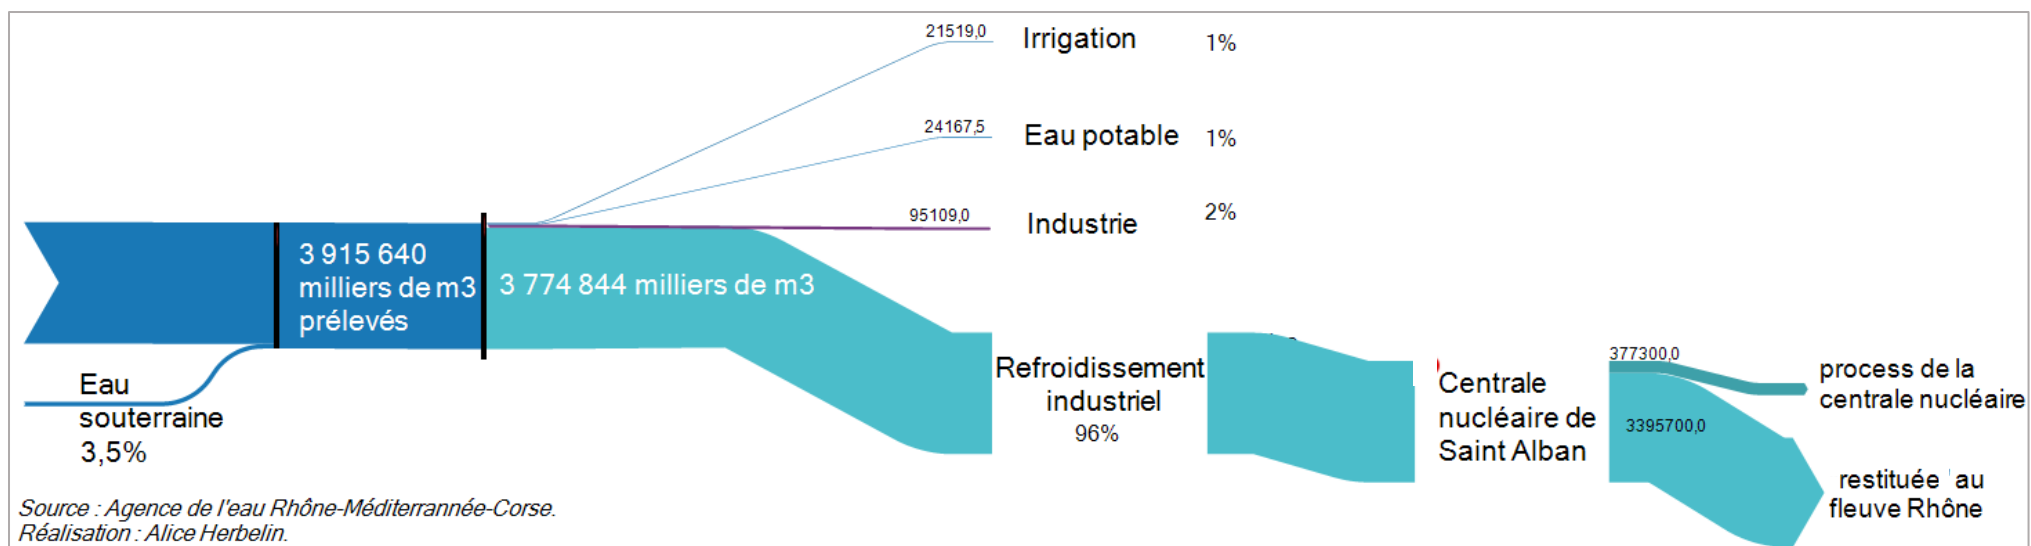 21519,0
Irrigation
1%
24167,5
Eau potable
1%
95109,0
Industrie
2%
3 915 640
milliers de m3
prélevés
3 774 844 milliers de m3
Eau
souterraine
3,5%
Refroidissement
industriel
96%
Centrale
nucléaire de
Saint Alban
377300,0
process de la
centrale nucléaire
3395700,0
restituée au
fleuve Rhône
Source : Agence de l'eau Rhône-Méditerrannée-Corse.
Réalisation : Alice Herbelin.